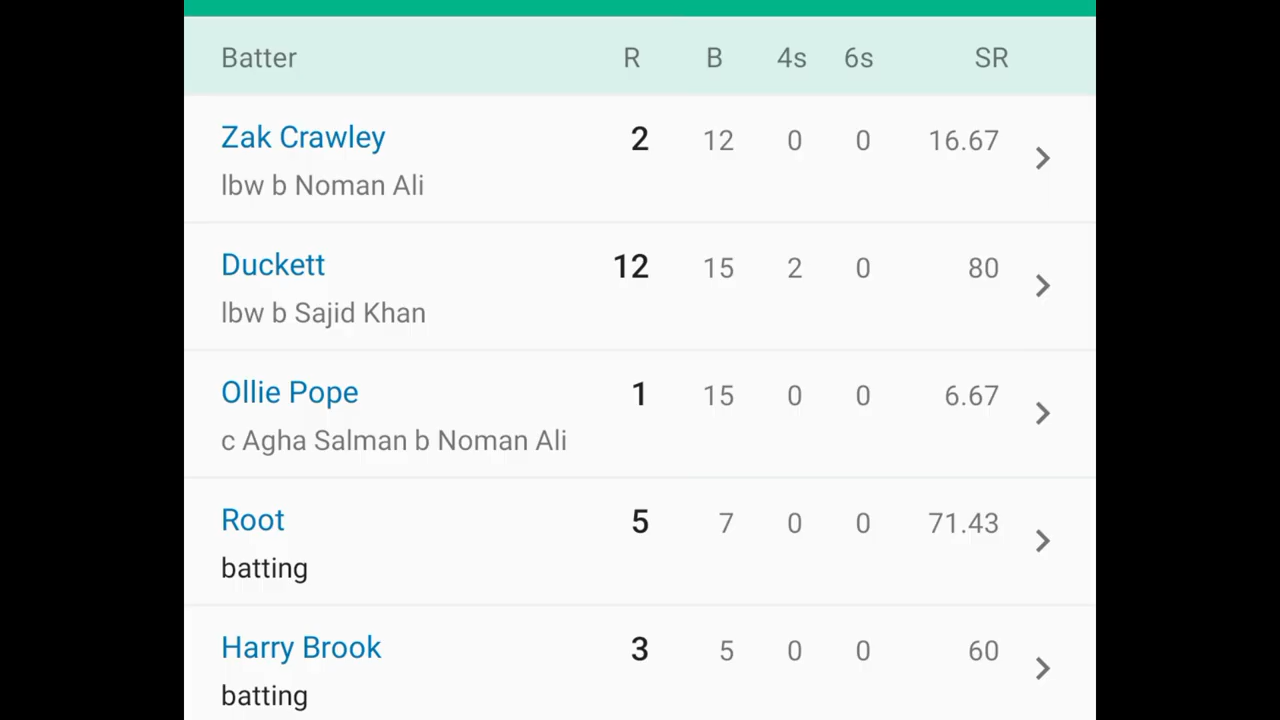 Batter R B 4s 6s SR
Zak Crawley 2 12 0 0 16.67
lbw b Noman Ali
Duckett 12 15 2 0 80
lbw b Sajid Khan
Ollie Pope 1 15 0 0 6.67
c Agha Salman b Noman Ali
Root 5 7 0 0 71.43
batting
Harry Brook 3 5 0 0 60
batting